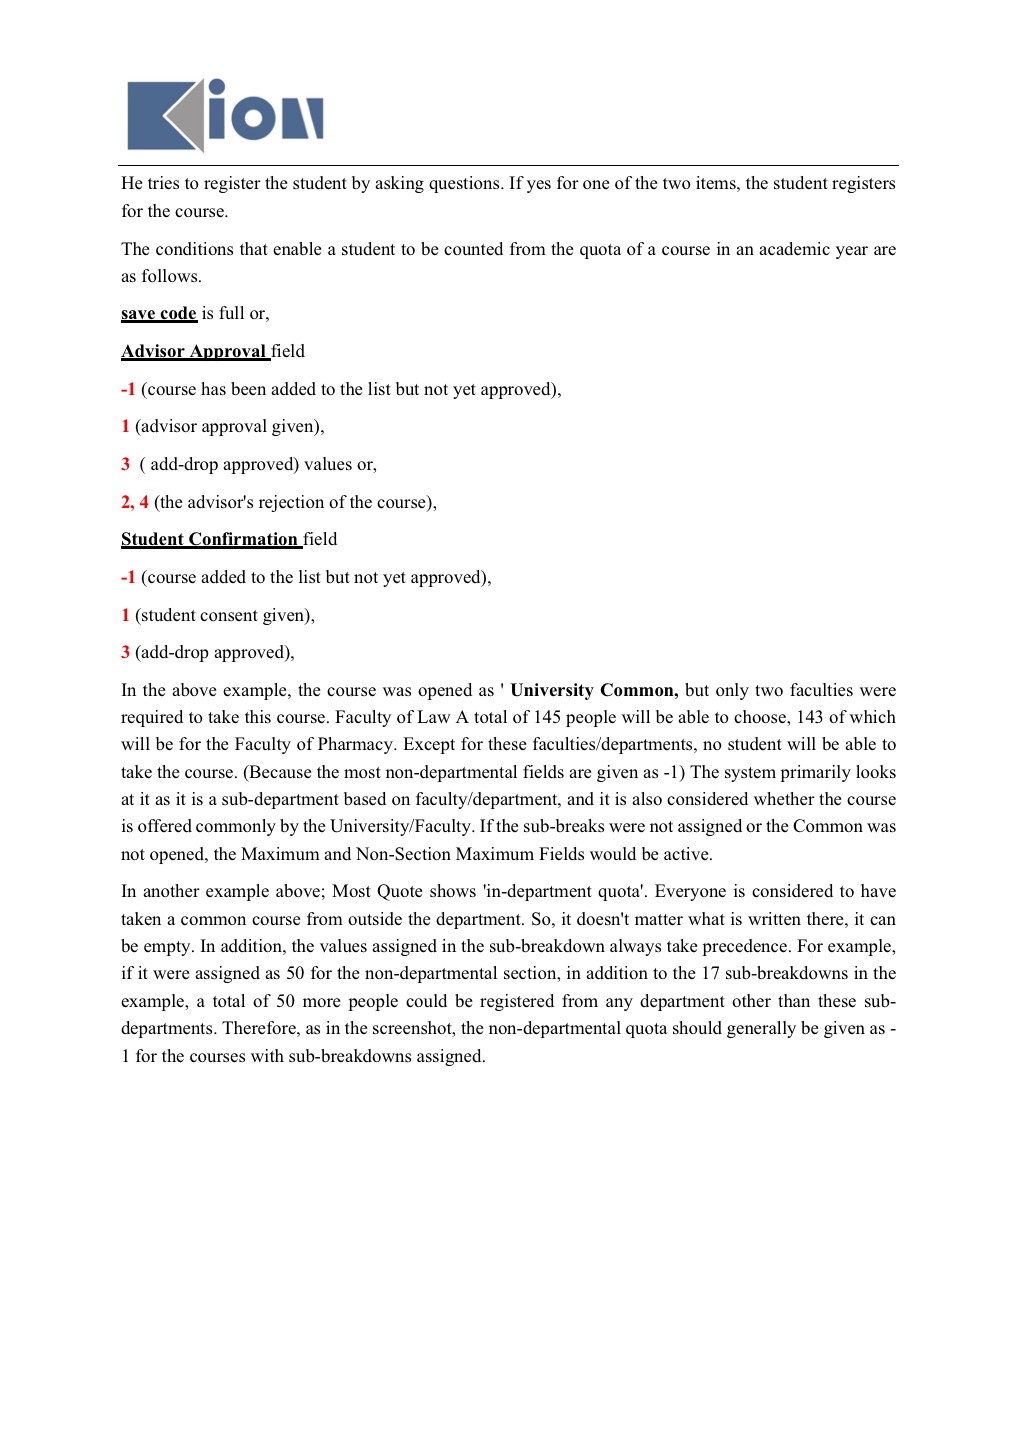 Kion
He tries to register the student by asking questions. If yes for one of the two items, the student registers
for the course.
The conditions that enable a student to be counted from the quota of a course in an academic year are
as follows.
save code is full or,
Advisor Approval field
-1 (course has been added to the list but not yet approved),
1 (advisor approval given),
3  ( add-drop approved) values or,
2, 4 (the advisor's rejection of the course),
Student Confirmation field
-1 (course added to the list but not yet approved),
1 (student consent given),
3 (add-drop approved),
In the above example, the course was opened as ' University Common, but only two faculties were
required to take this course. Faculty of Law A total of 145 people will be able to choose, 143 of which
will be for the Faculty of Pharmacy. Except for these faculties/departments, no student will be able to
take the course. (Because the most non-departmental fields are given as -1) The system primarily looks
at it as it is a sub-department based on faculty/department, and it is also considered whether the course
is offered commonly by the University/Faculty. If the sub-breaks were not assigned or the Common was
not opened, the Maximum and Non-Section Maximum Fields would be active.
In another example above; Most Quote shows 'in-department quota'. Everyone is considered to have
taken a common course from outside the department. So, it doesn't matter what is written there, it can
be empty. In addition, the values assigned in the sub-breakdown always take precedence. For example,
if it were assigned as 50 for the non-departmental section, in addition to the 17 sub-breakdowns in the
example, a total of 50 more people could be registered from any department other than these sub-
departments. Therefore, as in the screenshot, the non-departmental quota should generally be given as -
1 for the courses with sub-breakdowns assigned.